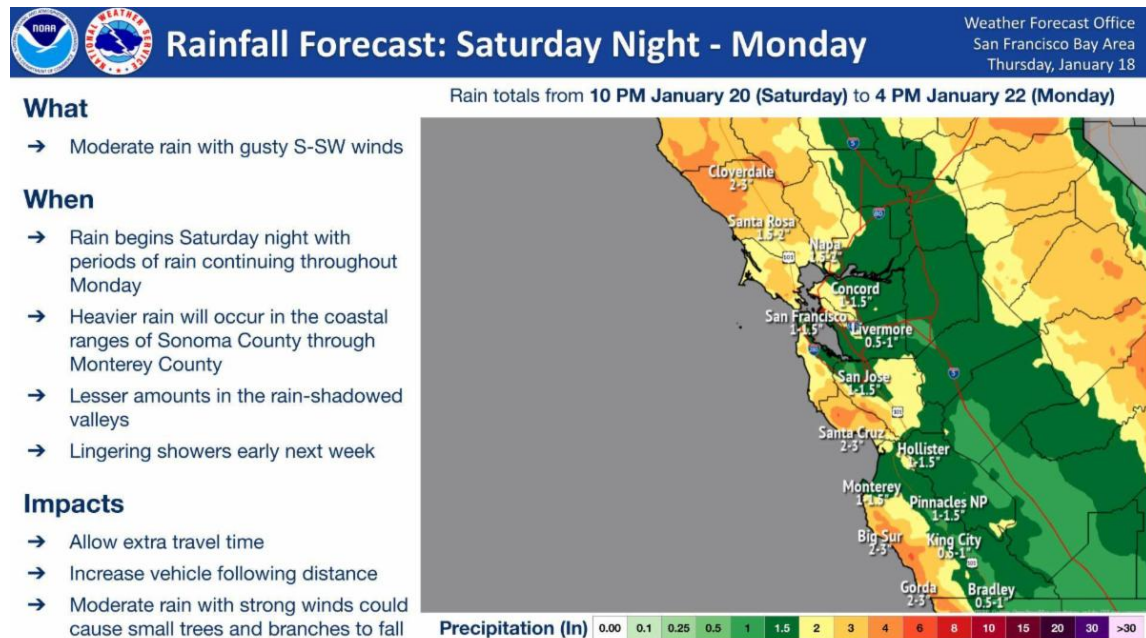 NOAA
Rainfall Forecast: Saturday Night - Monday
Weather Forecast Office
San Francisco Bay Area
Thursday, January 18
What
→ Moderate rain with gusty S-SW winds
When
→ Rain begins Saturday night with
periods of rain continuing throughout
Monday
→ Heavier rain will occur in the coastal
ranges of Sonoma County through
Monterey County
→ Lesser amounts in the rain-shadowed
valleys
→ Lingering showers early next week
Impacts
→ Allow extra travel time
→ Increase vehicle following distance
→ Moderate rain with strong winds could
cause small trees and branches to fall
Rain totals from 10 PM January 20 (Saturday) to 4 PM January 22 (Monday)
Cloverdale
2-3"
Santa Rosa
1.5-2"
Napa
1.5-2"
Concord
1-1.5"
San Francisco
1-1.5"
Livermore
0.5-1"
San Jose
1-1.5"
Santa Cruz
2-3"
Hollister
1-1.5"
Monterey
1-1.5"
Pinnacles NP
1-1.5"
Big Sur
2-3"
King City
0.5-1"
Gorda
2-3"
Bradley
0.5-1"
5
80
101
5
101
101
Precipitation (In) 0.00 0.1 0.25 0.5 1 1.5 2 3 4 6 8 10 15 20 30 >30